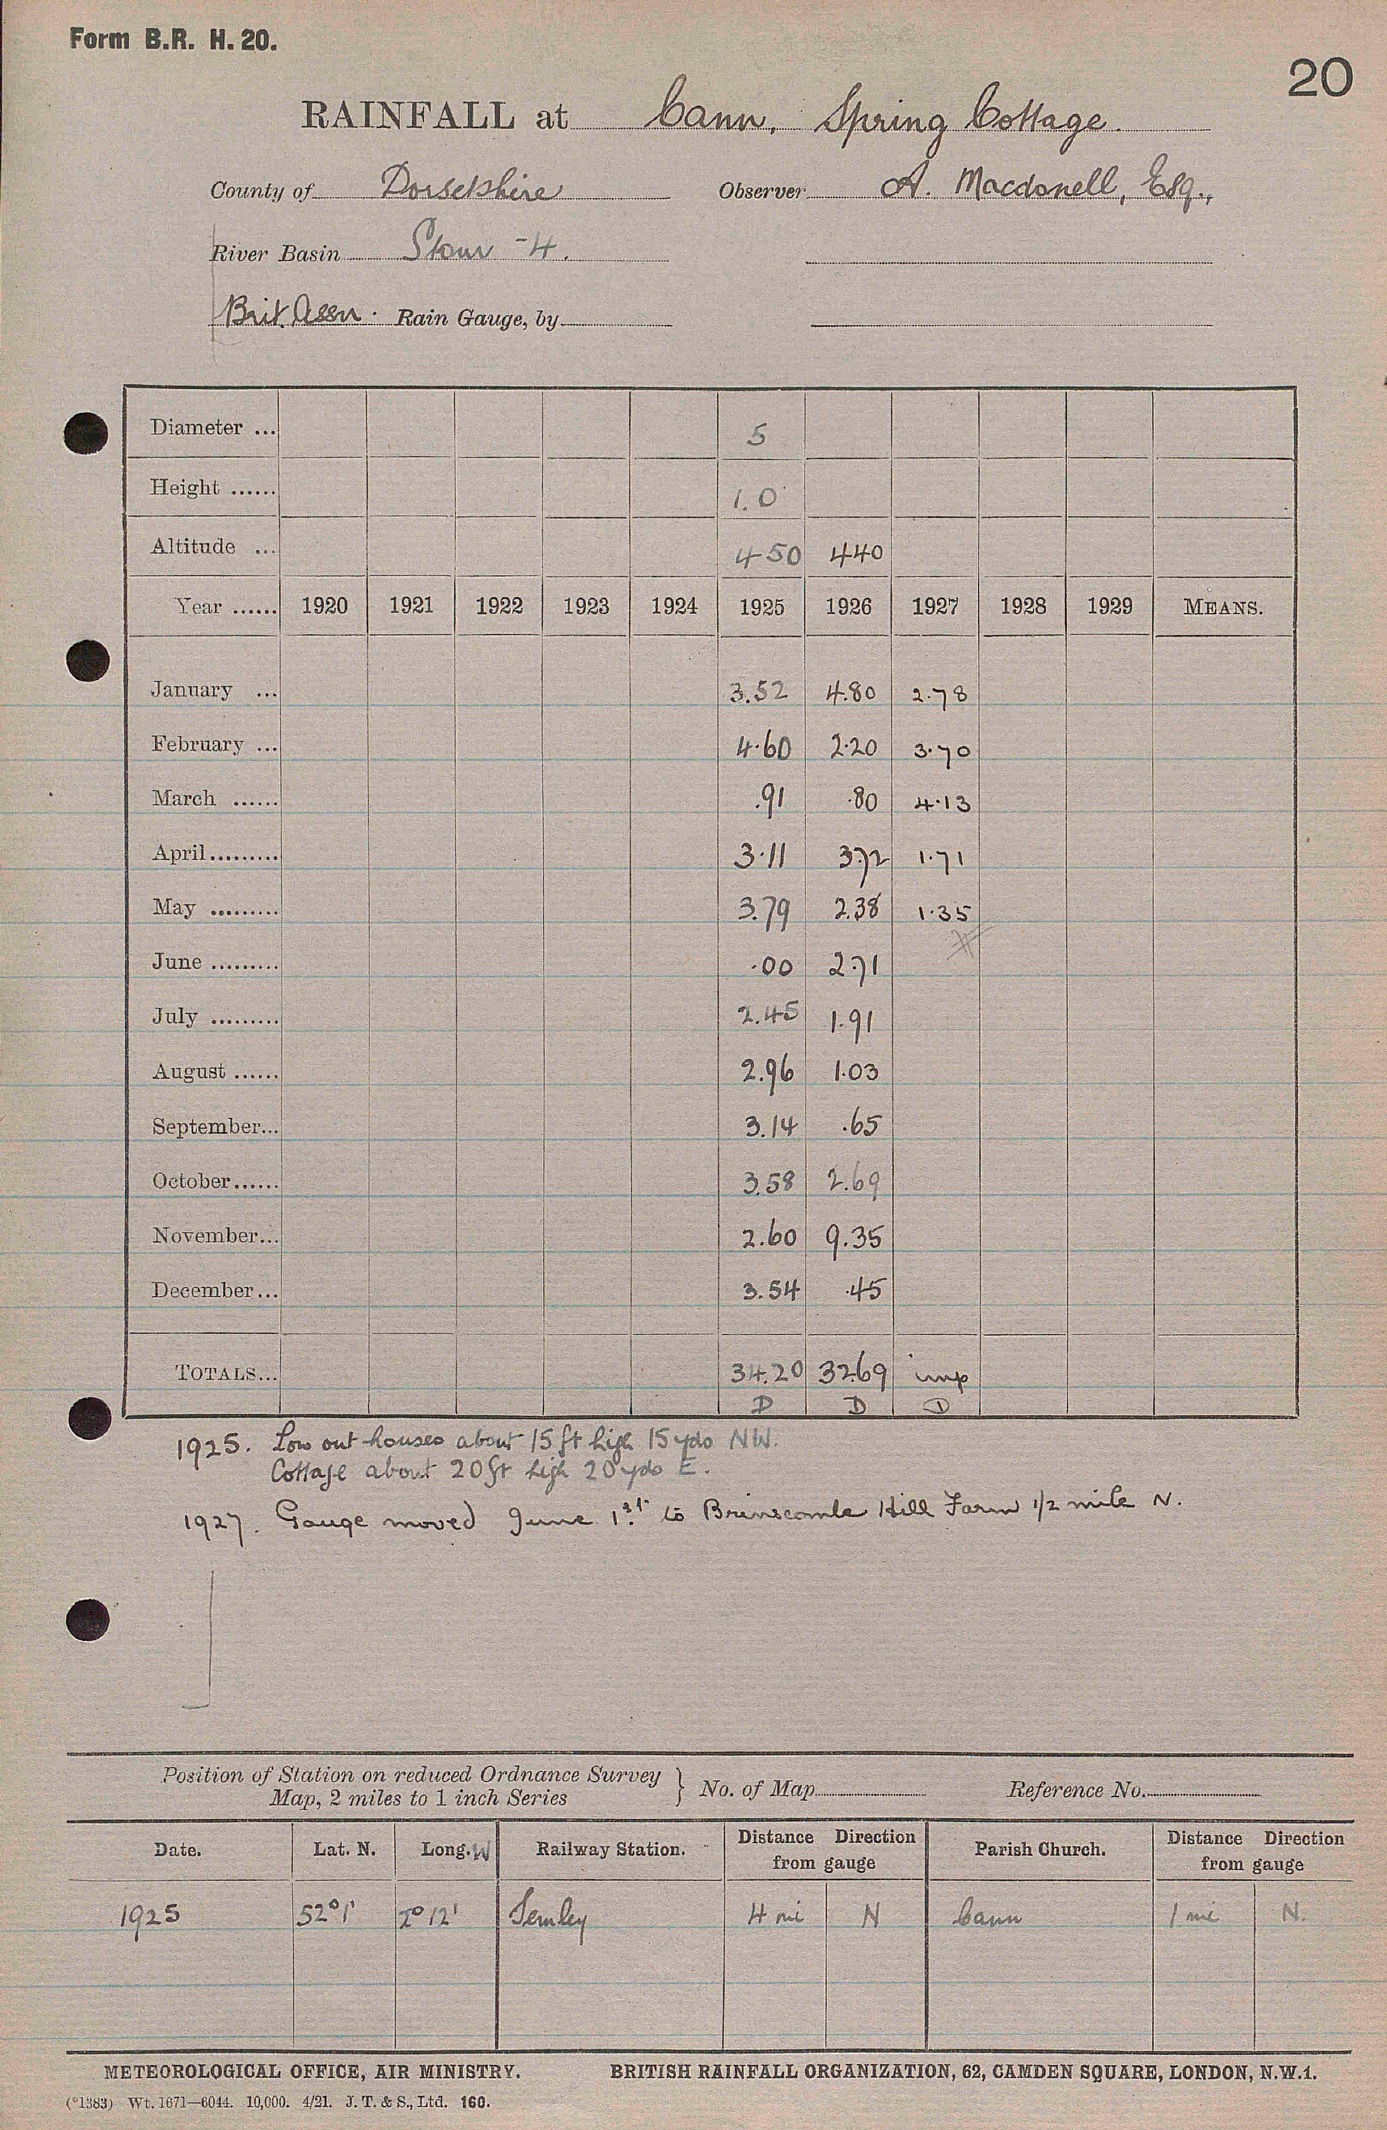 Form B.R. H. 20.
20
RAINFALL at Cann, Spring Cottage.
County of Dorsetshire Observer A. Macdonell, Esq.,
River Basin Stour -4.
Brit. Assn. Rain Gauge, by
Diameter ... 5
Height ...... 1.0
Altitude ... 450 440
Year ...... 1920 1921 1922 1923 1924 1925 1926 1927 1928 1929 MEANS.
January ... 3.52 4.80 2.78
February ... 4.60 2.20 3.70
March ...... .91 .80 4.13
April......... 3.11 3.72 1.71
May ......... 3.79 2.38 1.35
June ......... .00 2.71
July ......... 2.45 1.91
August ...... 2.96 1.03
September... 3.14 .65
October...... 3.58 2.69
November... 2.60 9.35
December... 3.54 .45
TOTALS... 34.20 32.69 imp
D D D
1925. Low out houses about 15 ft high 15 yds NW.
Cottage about 20 ft high 20 yds E.
1927. Gauge moved June 1st to Brinscombe Hill Farm 1/2 mile N.
Position of Station on reduced Ordnance Survey
Map, 2 miles to 1 inch Series } No. of Map Reference No.
Date. Lat. N. Long. W Railway Station. Distance Direction from gauge Parish Church. Distance Direction from gauge
1925 52°1' 2°12' Semley 4 mi N Cann 1 mi N.
METEOROLOGICAL OFFICE, AIR MINISTRY. BRITISH RAINFALL ORGANIZATION, 62, CAMDEN SQUARE, LONDON, N.W.1.
(*1383) Wt. 1671—6044. 10,000. 4/21. J. T. & S., Ltd. 160.